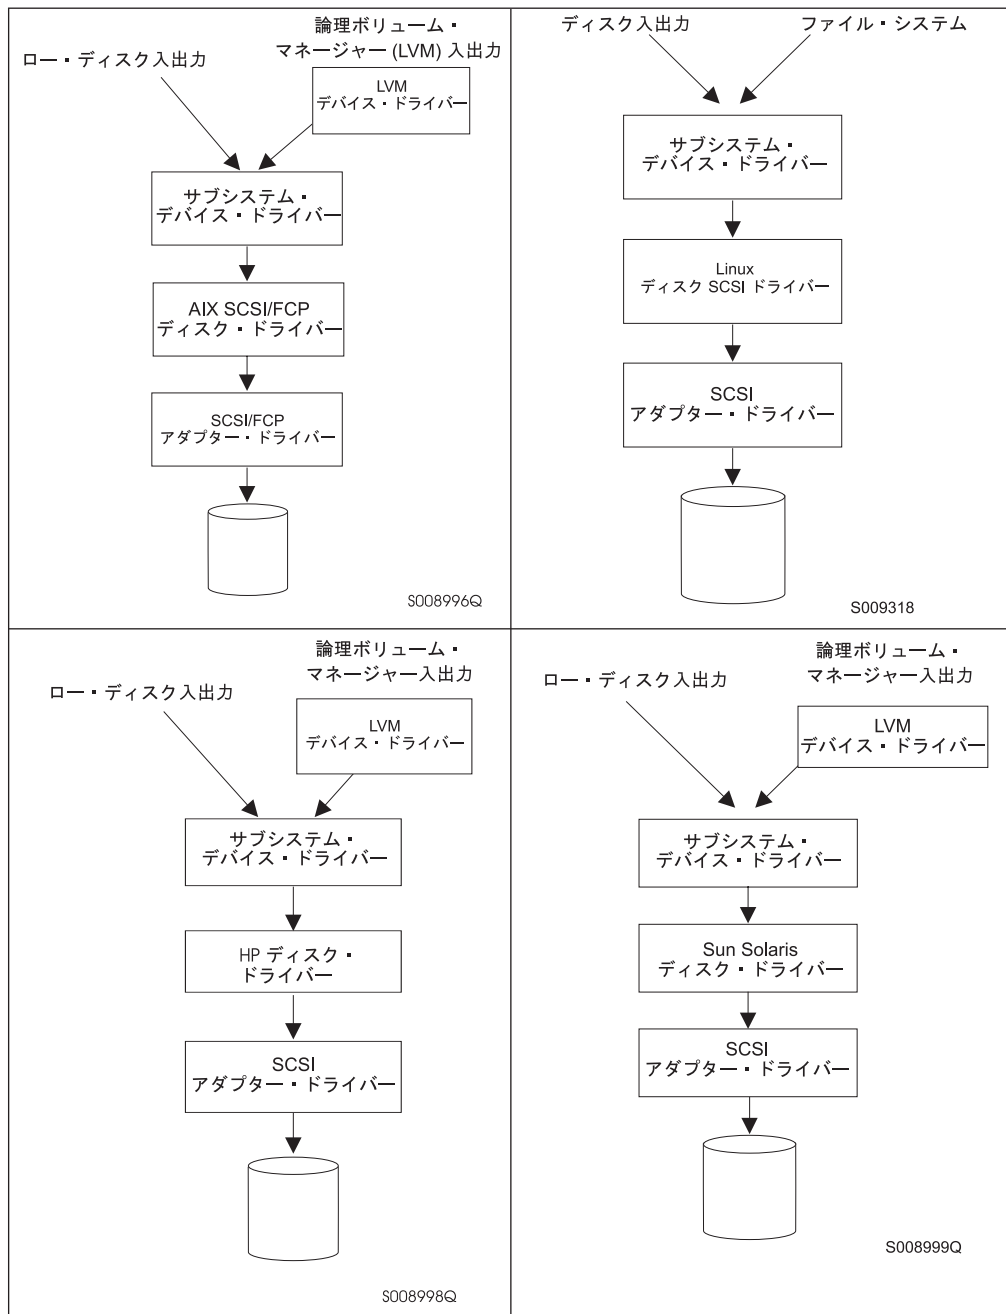 ロー・ディスク入出力
論理ボリューム・
マネージャー (LVM) 入出力
LVM
デバイス・ドライバー
サブシステム・
デバイス・ドライバー
AIX SCSI/FCP
ディスク・ドライバー
SCSI/FCP
アダプター・ドライバー
S008996Q
ディスク入出力
ファイル・システム
サブシステム・
デバイス・ドライバー
Linux
ディスク SCSI ドライバー
SCSI
アダプター・ドライバー
S009318
ロー・ディスク入出力
論理ボリューム・
マネージャー入出力
LVM
デバイス・ドライバー
サブシステム・
デバイス・ドライバー
HP ディスク・
ドライバー
SCSI
アダプター・ドライバー
S008998Q
ロー・ディスク入出力
論理ボリューム・
マネージャー入出力
LVM
デバイス・ドライバー
サブシステム・
デバイス・ドライバー
Sun Solaris
ディスク・ドライバー
SCSI
アダプター・ドライバー
S008999Q